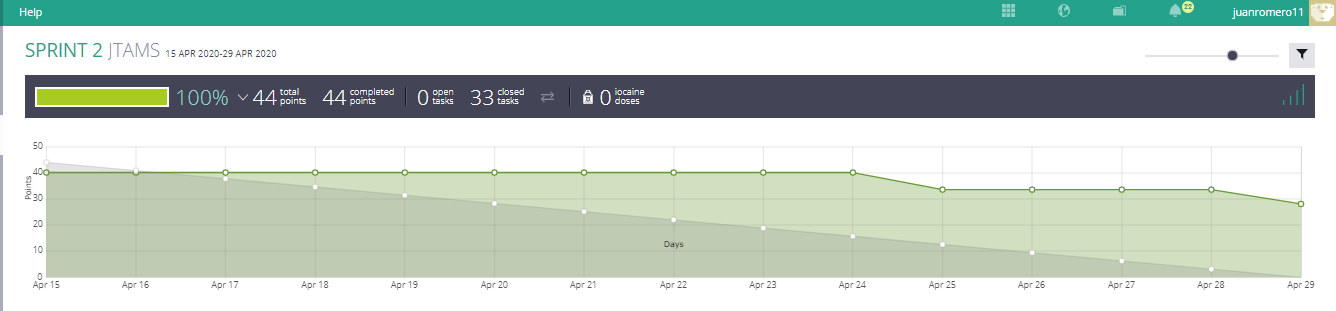 Help
22
juanromero11
SPRINT 2 JTAMS 15 APR 2020-29 APR 2020
100% 44 total points 44 completed points 0 open tasks 33 closed tasks 0 iocaine doses
50
40
30
20
10
0
Points
Days
Apr 15 Apr 16 Apr 17 Apr 18 Apr 19 Apr 20 Apr 21 Apr 22 Apr 23 Apr 24 Apr 25 Apr 26 Apr 27 Apr 28 Apr 29